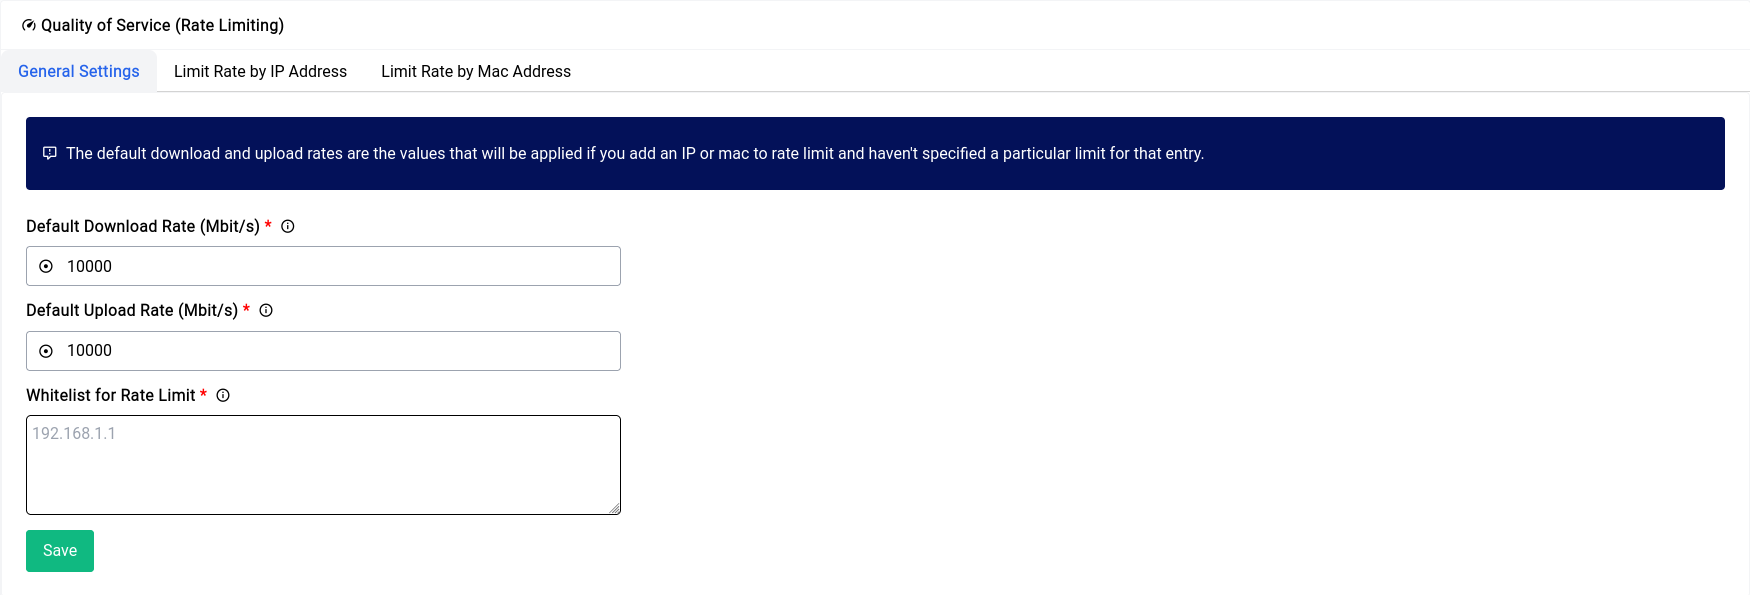 Quality of Service (Rate Limiting)
General Settings Limit Rate by IP Address Limit Rate by Mac Address
The default download and upload rates are the values that will be applied if you add an IP or mac to rate limit and haven't specified a particular limit for that entry.
Default Download Rate (Mbit/s) *
10000
Default Upload Rate (Mbit/s) *
10000
Whitelist for Rate Limit *
192.168.1.1
Save